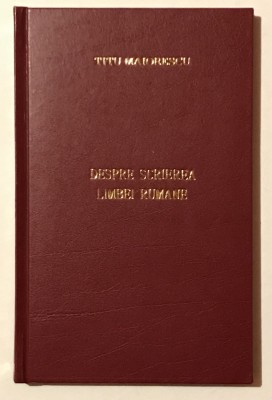 TITU MAIORESCU
DESPRE SCRIEREA
LIMBEI RUMANE